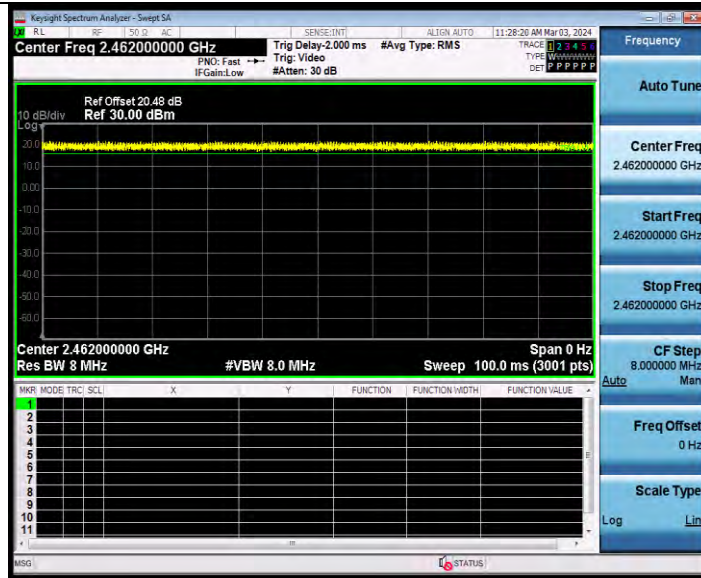 Keysight Spectrum Analyzer - Swept SA
RL RF 50 Ω AC SENSE:INT ALIGN AUTO 11:28:20 AM Mar 03, 2024
Center Freq 2.462000000 GHz
PNO: Fast
IFGain:Low
Trig Delay-2.000 ms
Trig: Video
#Atten: 30 dB
#Avg Type: RMS
TRACE 1 2 3 4 5 6
TYPE WWWWWW
DET P P P P P P
Ref Offset 20.48 dB
10 dB/div Ref 30.00 dBm
Log
20.0
10.0
0.00
-10.0
-20.0
-30.0
-40.0
-50.0
-60.0
Center 2.462000000 GHz Span 0 Hz
Res BW 8 MHz #VBW 8.0 MHz Sweep 100.0 ms (3001 pts)
MKR MODE TRC SCL X Y FUNCTION FUNCTION WIDTH FUNCTION VALUE
1
2
3
4
5
6
7
8
9
10
11
MSG STATUS
Frequency
Auto Tune
Center Freq
2.462000000 GHz
Start Freq
2.462000000 GHz
Stop Freq
2.462000000 GHz
CF Step
8.000000 MHz
Auto Man
Freq Offset
0 Hz
Scale Type
Log Lin